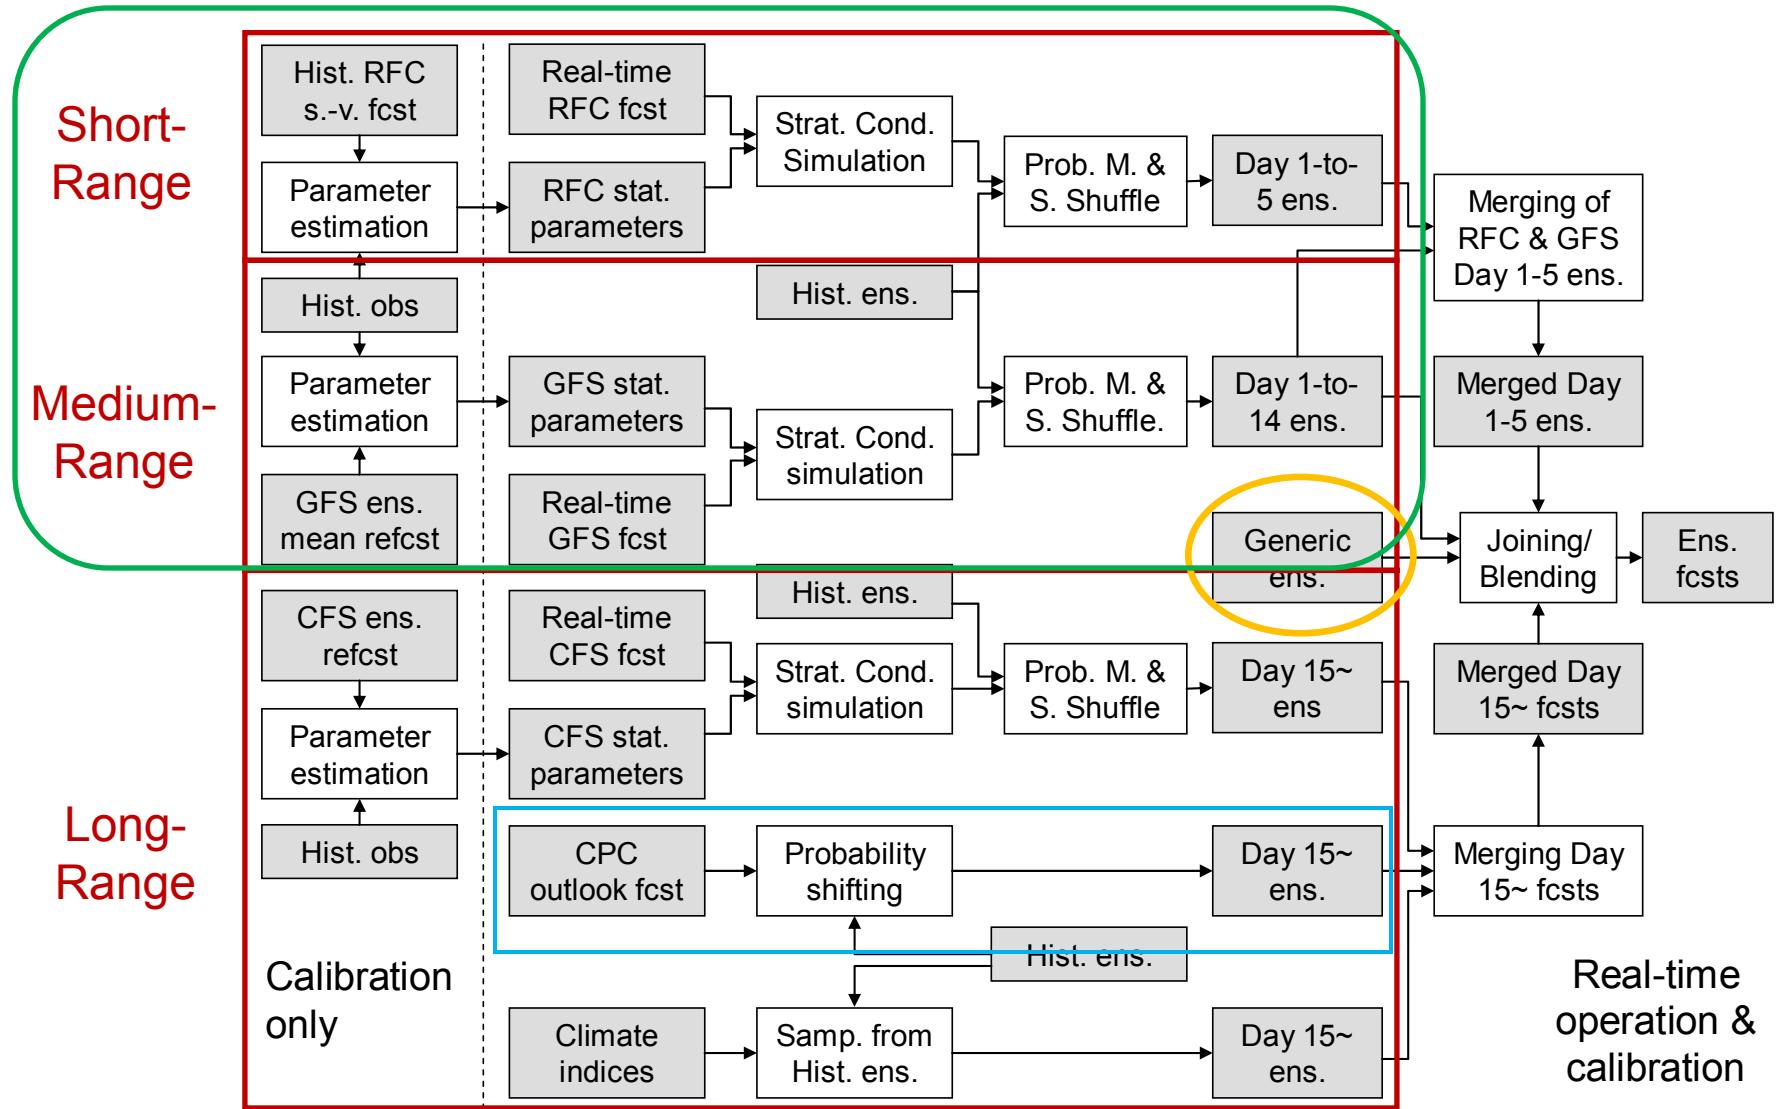 Short-
Range
Hist. RFC
s.-v. fcst
Real-time
RFC fcst
Strat. Cond.
Simulation
Parameter
estimation
RFC stat.
parameters
Prob. M. &
S. Shuffle
Day 1-to-
5 ens.
Merging of
RFC & GFS
Day 1-5 ens.
Hist. obs
Hist. ens.
Medium-
Range
Parameter
estimation
GFS stat.
parameters
Strat. Cond.
simulation
Prob. M. &
S. Shuffle.
Day 1-to-
14 ens.
Merged Day
1-5 ens.
GFS ens.
mean refcst
Real-time
GFS fcst
Generic
ens.
Joining/
Blending
Ens.
fcsts
Hist. ens.
CFS ens.
refcst
Real-time
CFS fcst
Strat. Cond.
simulation
Prob. M. &
S. Shuffle
Day 15~
ens
Merged Day
15~ fcsts
Parameter
estimation
CFS stat.
parameters
Long-
Range
Hist. obs
CPC
outlook fcst
Probability
shifting
Day 15~
ens.
Merging Day
15~ fcsts
Hist. ens.
Calibration
only
Climate
indices
Samp. from
Hist. ens.
Day 15~
ens.
Real-time
operation &
calibration